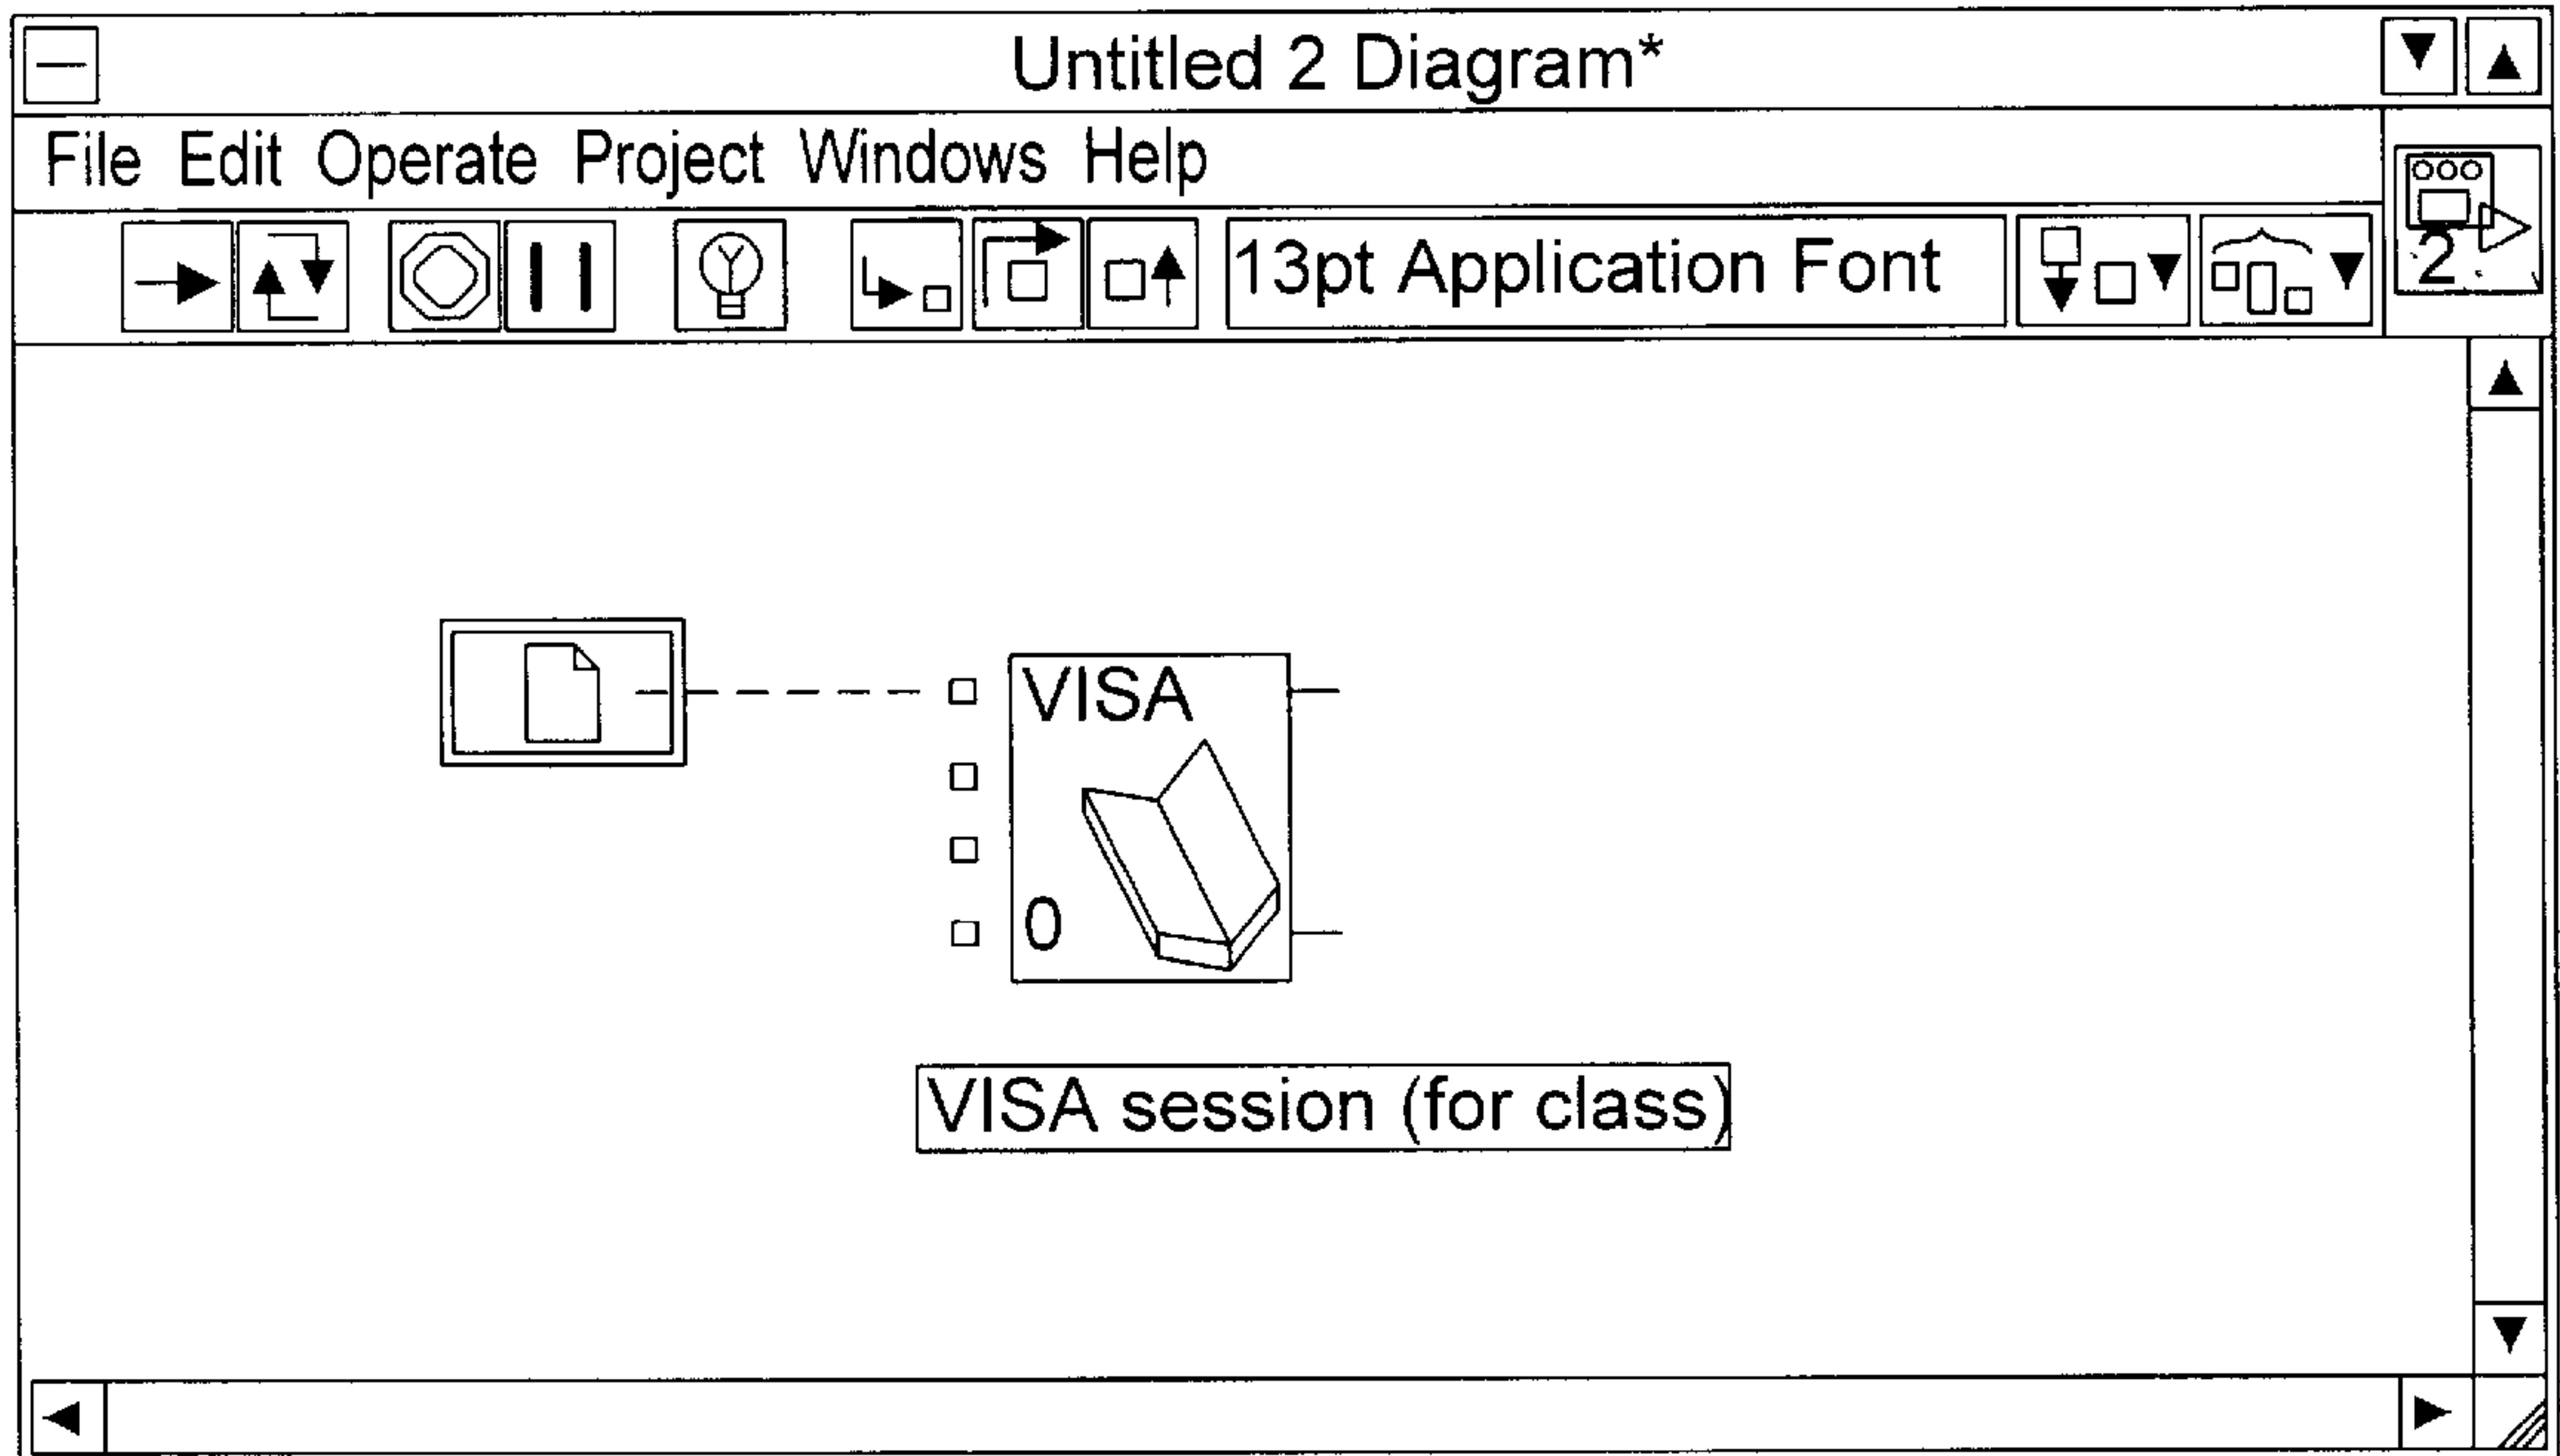 Untitled 2 Diagram*
File Edit Operate Project Windows Help
13pt Application Font
2
VISA
0
VISA session (for class)